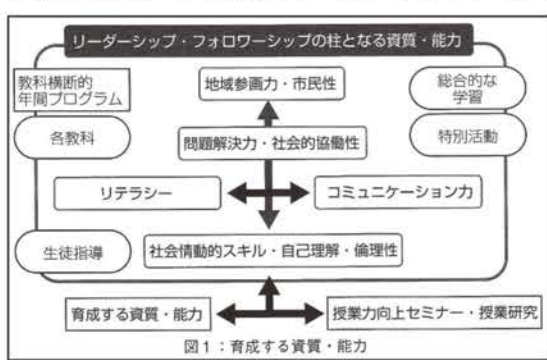 リーダーシップ・フォロワーシップの柱となる資質・能力
教科横断的
年間プログラム
地域参画力・市民性
総合的な
学習
各教科
問題解決力・社会的協働性
特別活動
リテラシー
コミュニケーション力
生徒指導
社会情動的スキル・自己理解・倫理性
育成する資質・能力
授業力向上セミナー・授業研究
図1：育成する資質・能力